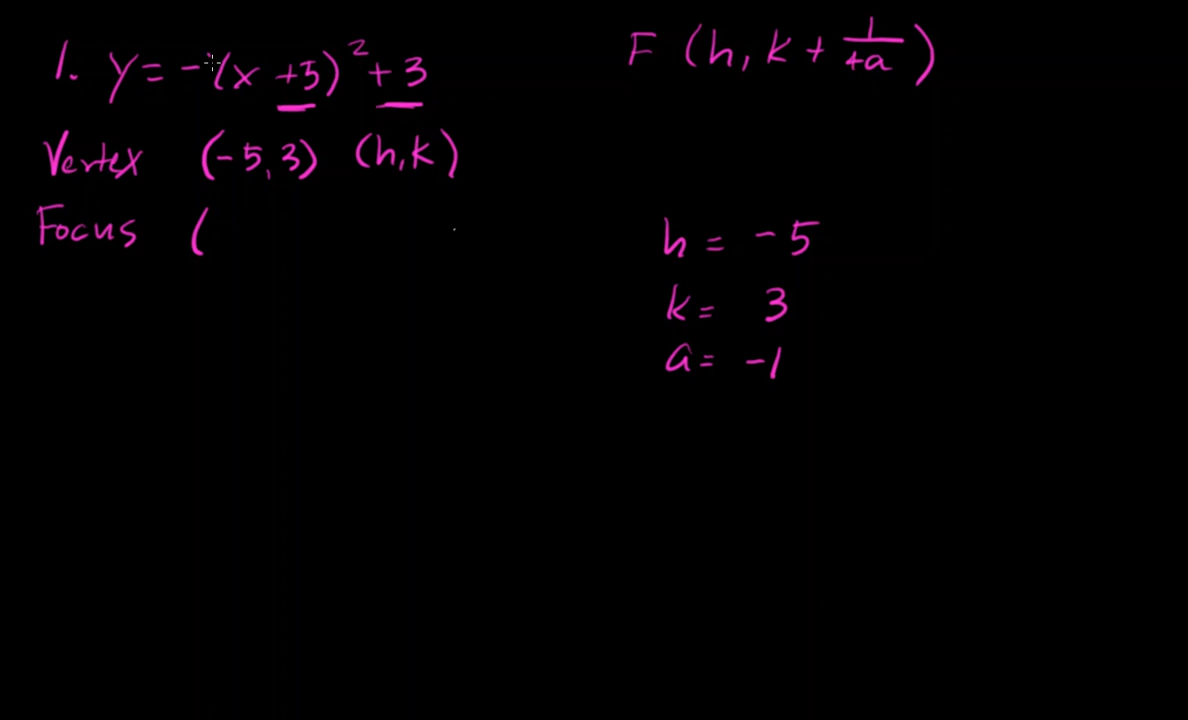 1. y = -(x +5)² + 3
F (h, k + 1/4a)
Vertex (-5, 3) (h, k)
Focus (
h = -5
k = 3
a = -1